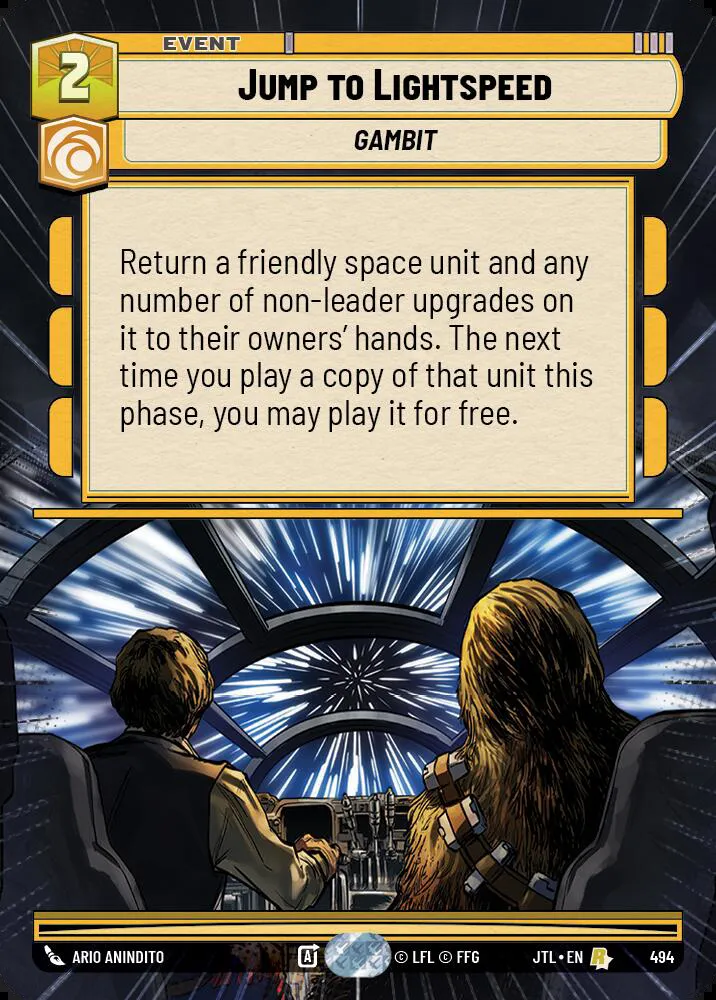 EVENT
2
JUMP TO LIGHTSPEED
GAMBIT
Return a friendly space unit and any
number of non-leader upgrades on
it to their owners’ hands. The next
time you play a copy of that unit this
phase, you may play it for free.
ARIO ANINDITO A © LFL © FFG JTL•EN R 494